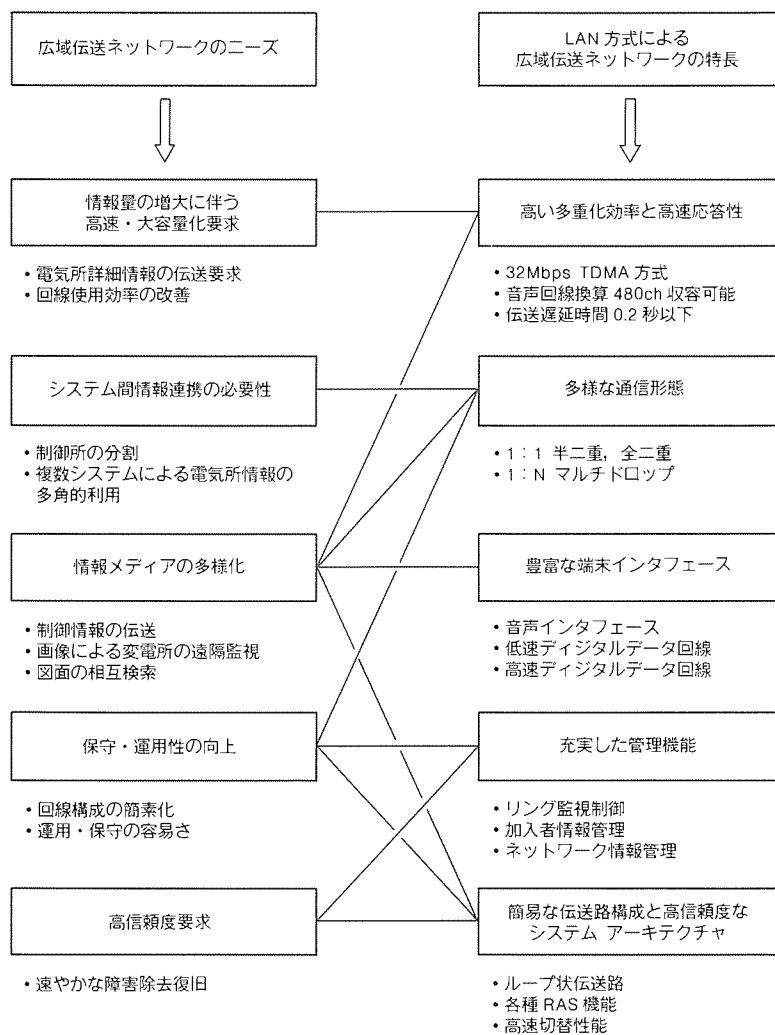 広域伝送ネットワークのニーズ
情報量の増大に伴う
高速・大容量化要求
・電気所詳細情報の伝送要求
・回線使用効率の改善
システム間情報連携の必要性
・制御所の分割
・複数システムによる電気所情報の
多角的利用
情報メディアの多様化
・制御情報の伝送
・画像による変電所の遠隔監視
・図面の相互検索
保守・運用性の向上
・回線構成の簡素化
・運用・保守の容易さ
高信頼度要求
・速やかな障害除去復旧
LAN 方式による
広域伝送ネットワークの特長
高い多重化効率と高速応答性
・32Mbps TDMA 方式
・音声回線換算 480ch 収容可能
・伝送遅延時間 0.2 秒以下
多様な通信形態
・1：1 半二重，全二重
・1：N マルチドロップ
豊富な端末インタフェース
・音声インタフェース
・低速ディジタルデータ回線
・高速ディジタルデータ回線
充実した管理機能
・リング監視制御
・加入者情報管理
・ネットワーク情報管理
簡易な伝送路構成と高信頼度な
システム アーキテクチャ
・ループ状伝送路
・各種 RAS 機能
・高速切替性能